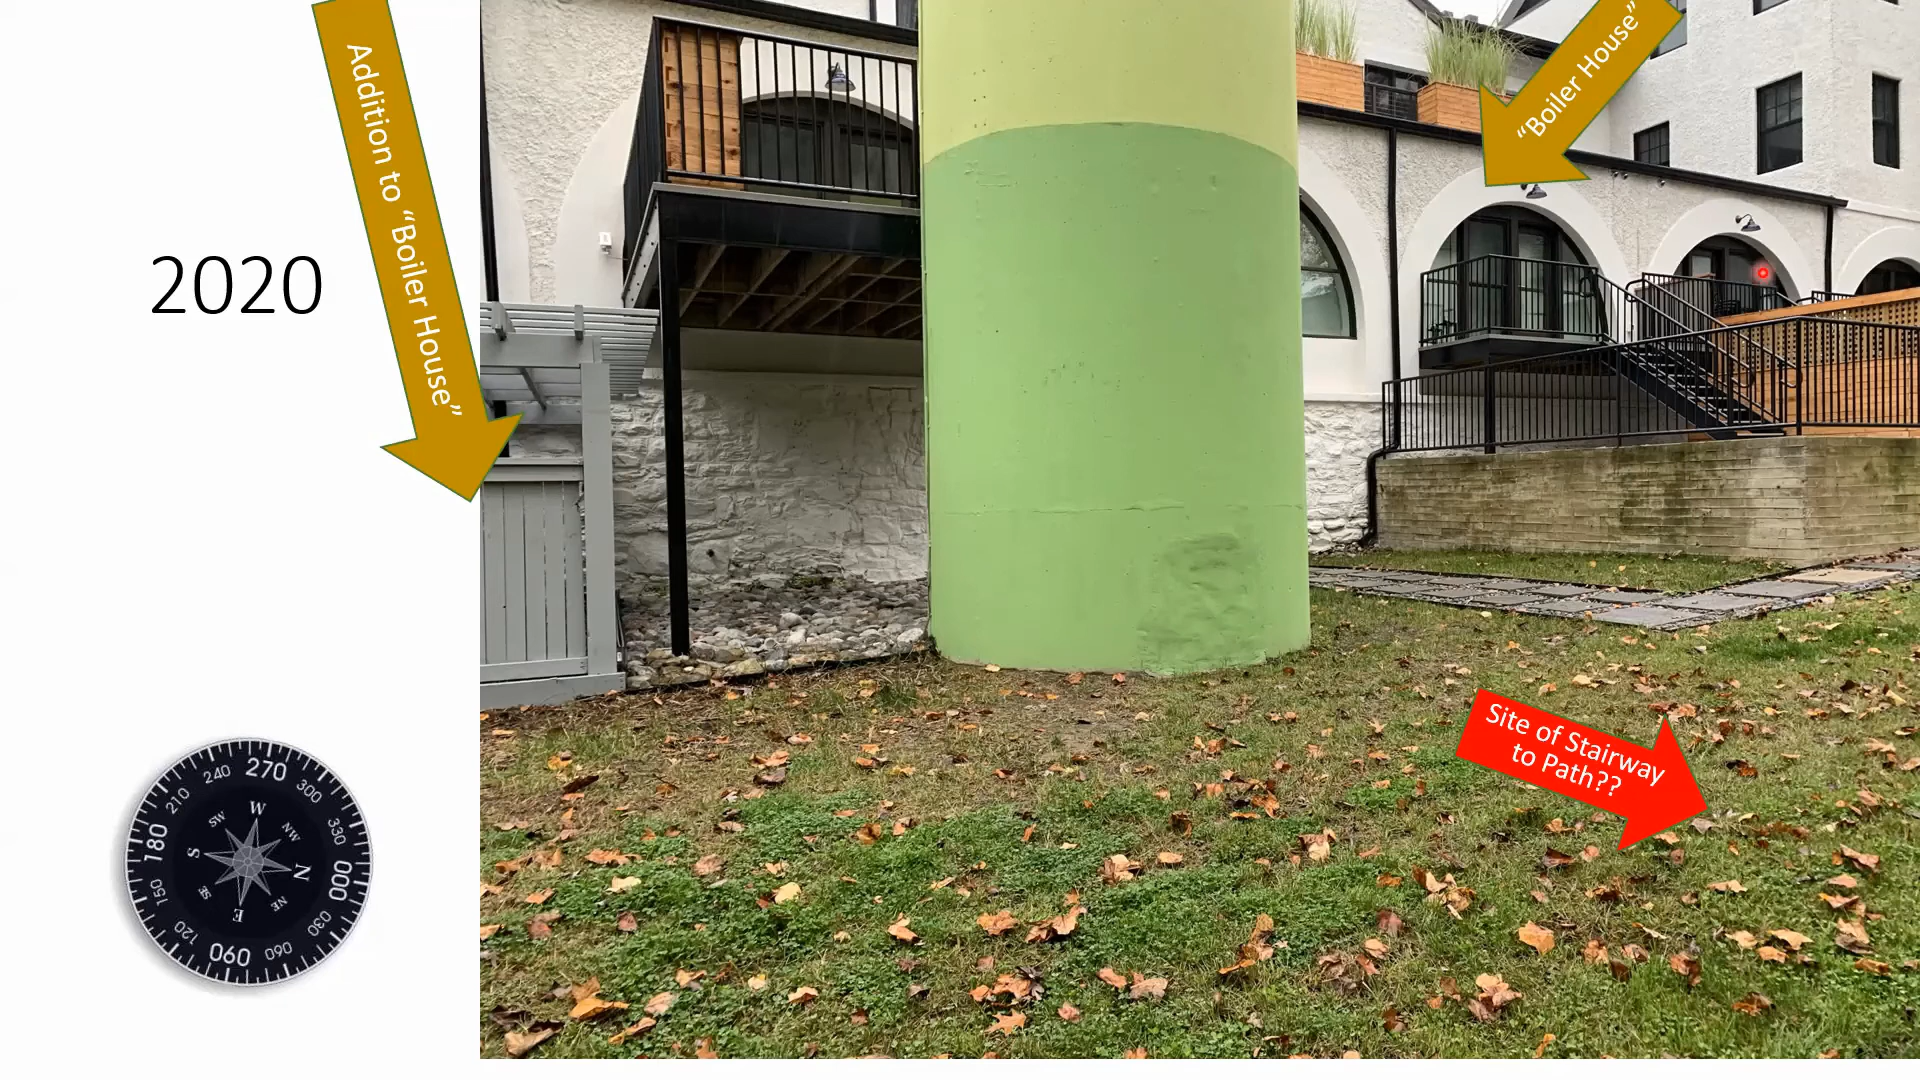 Addition to “Boiler House”
“Boiler House”
2020
Site of Stairway
to Path??
240 270 300
210 330
180 000
150 030
120 060
060
W
SW NW
S N
SE NE
E